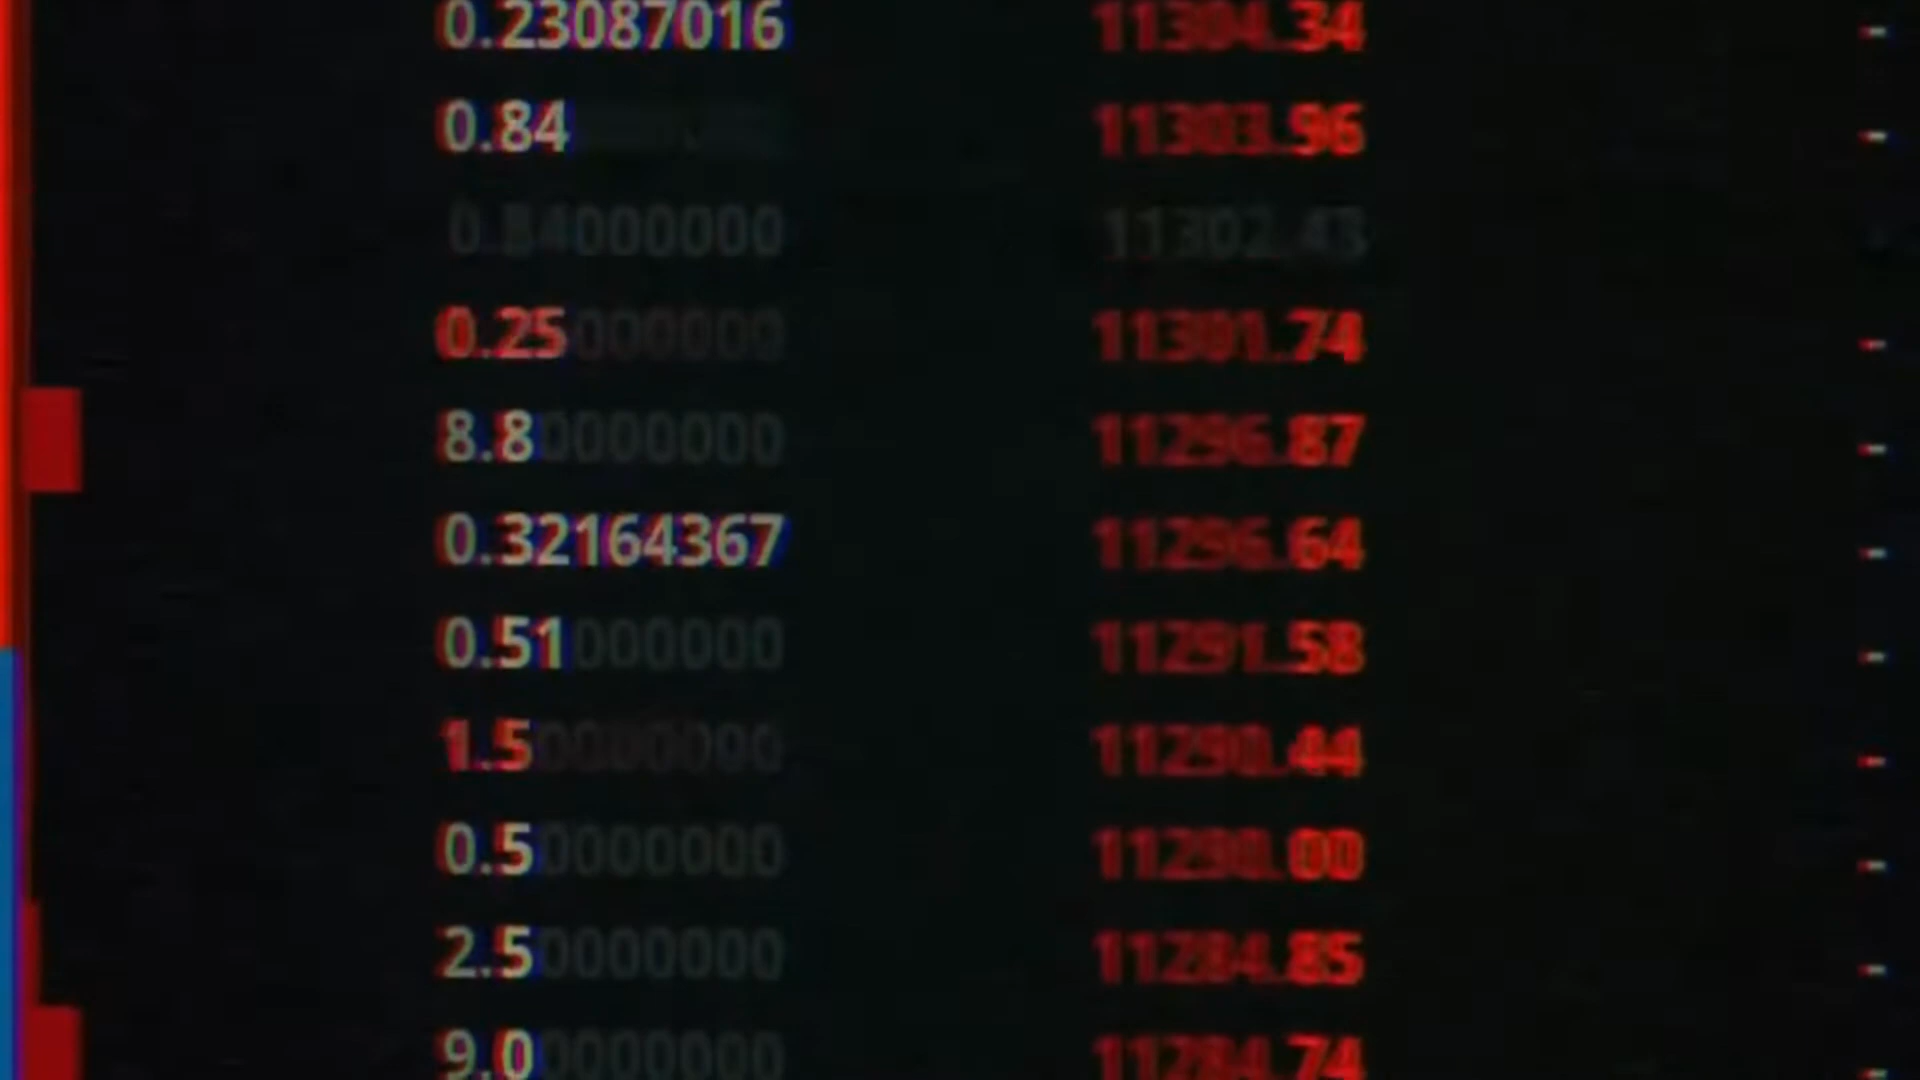 0.23087016 11304.34 -
0.84 11303.96 -
0.84000000 11302.43
0.25000000 11301.74 -
8.80000000 11296.87 -
0.32164367 11296.64 -
0.51000000 11291.58 -
1.50000000 11290.44 -
0.50000000 11290.00 -
2.50000000 11284.85 -
9.00000000 11284.74 -